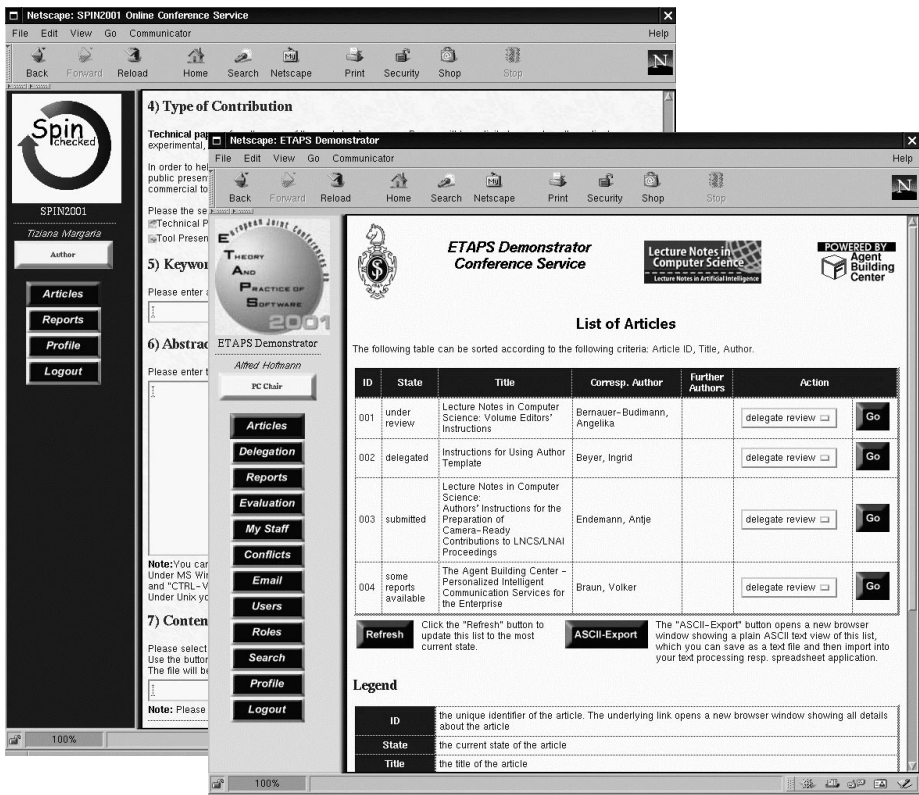 Netscape: SPIN2001 Online Conference Service
File Edit View Go Communicator Help
Back Forward Reload Home Search Netscape Print Security Shop Stop
N
Spin
checked
SPIN2001
Tiziana Margaria
Author
Articles
Reports
Profile
Logout
4) Type of Contribution
Technical
experimental,
In order to
public
commercial
Please the
Technical P
Tool Presen
5)
Please enter
6)
Please enter
Note:You can
Under MS
and "CTRL-V
Under Unix
7)
Please select
Use the
The file will be
Note: Please
100%
Netscape: ETAPS Demonstrator
File Edit View Go Communicator Help
Back Forward Reload Home Search Netscape Print Security Shop Stop
N
European Joint Conferences on
THEORY
AND
PRACTICE OF
SOFTWARE
2001
ETAPS Demonstrator
Alfred Hofmann
PC Chair
Articles
Delegation
Reports
Evaluation
My Staff
Conflicts
Email
Users
Roles
Search
Profile
Logout
ETAPS Demonstrator
Conference Service
Lecture Notes in
Computer Science
Lecture Notes in Artificial Intelligence
POWERED BY
Agent
Building
Center
List of Articles
The following table can be sorted according to the following criteria: Article ID, Title, Author.
ID State Title Corresp. Author Further Authors Action
001 under review Lecture Notes in Computer Science: Volume Editors' Instructions Bernauer-Budimann, Angelika delegate review Go
002 delegated Instructions for Using Author Template Beyer, Ingrid delegate review Go
003 submitted Lecture Notes in Computer Science: Authors' Instructions for the Preparation of Camera-Ready Contributions to LNCS/LNAI Proceedings Endemann, Antje delegate review Go
004 some reports available The Agent Building Center – Personalized Intelligent Communication Services for the Enterprise Braun, Volker delegate review Go
Refresh
Click the "Refresh" button to
update this list to the most
current state.
ASCII-Export
The "ASCII-Export" button opens a new browser
window showing a plain ASCII text view of this list,
which you can save as a text file and then import into
your text processing resp. spreadsheet application.
Legend
ID the unique identifier of the article. The underlying link opens a new browser window showing all details about the article
State the current state of the article
Title the title of the article
100%